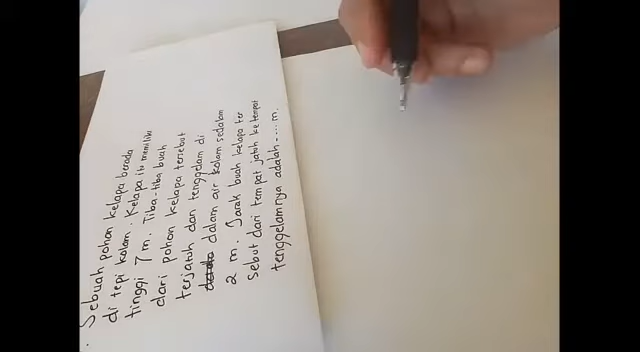 . Sebuah pohon kelapa berada
di tepi kolam. Kelapa itu memiliki
tinggi 7 m. Tiba-tiba buah
dari pohon kelapa tersebut
terjatuh dan tenggelam di
dalam air kolam sedalam
2 m. Jarak buah kelapa ter
sebut dari tempat jatuh ke tempat
tenggelamnya adalah .... m.